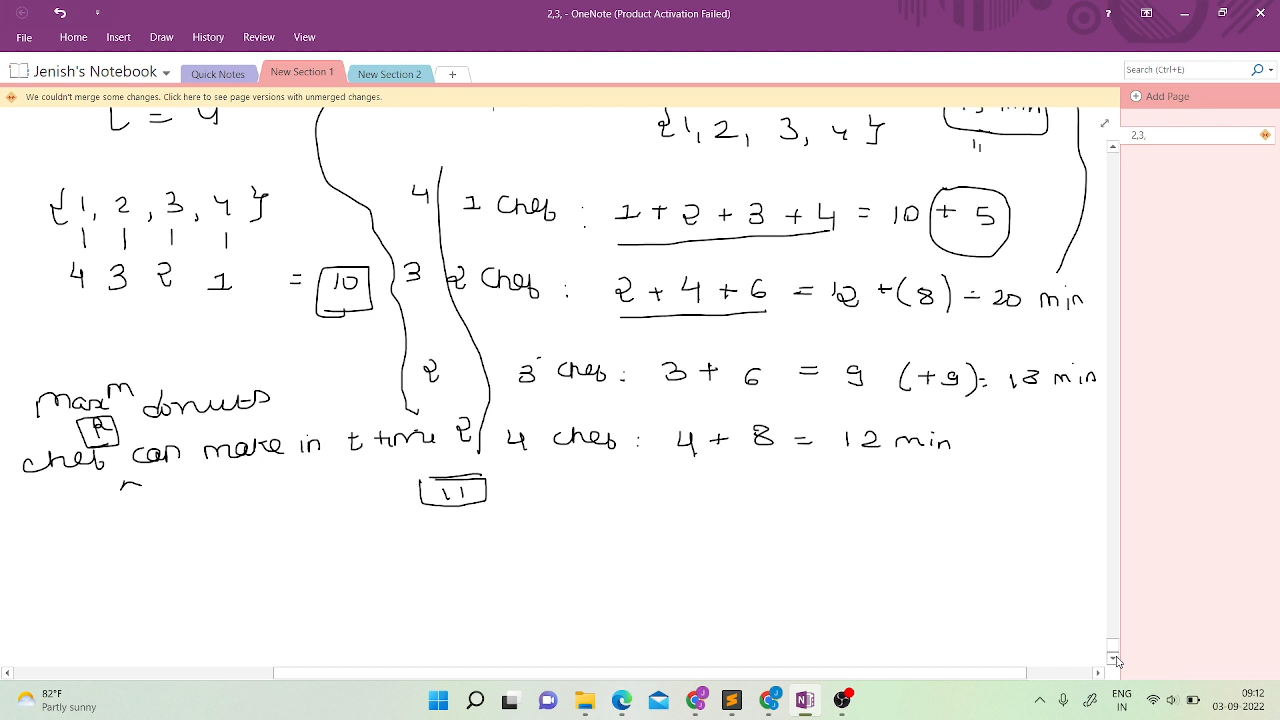 2,3, - OneNote (Product Activation Failed)
File Home Insert Draw History Review View
Jenish's Notebook Quick Notes New Section 1 New Section 2 +
Search (Ctrl+E)
We couldn't merge some changes. Click here to see page versions with unmerged changes.
Add Page
2,3,
{1, 2, 3, 4}
{1, 2, 3, 4}
4 3 2 1 = 10
4 1 chef : 1 + 2 + 3 + 4 = 10 + 5
3 2 chef : 2 + 4 + 6 = 12 + (8) = 20 min
2 3 chef : 3 + 6 = 9 (+9) = 18 min
2 4 chef : 4 + 8 = 12 min
11
Max^m donuts
chef can make in t time
82°F
Partly sunny
ENG
IN
09:12
03-09-2022